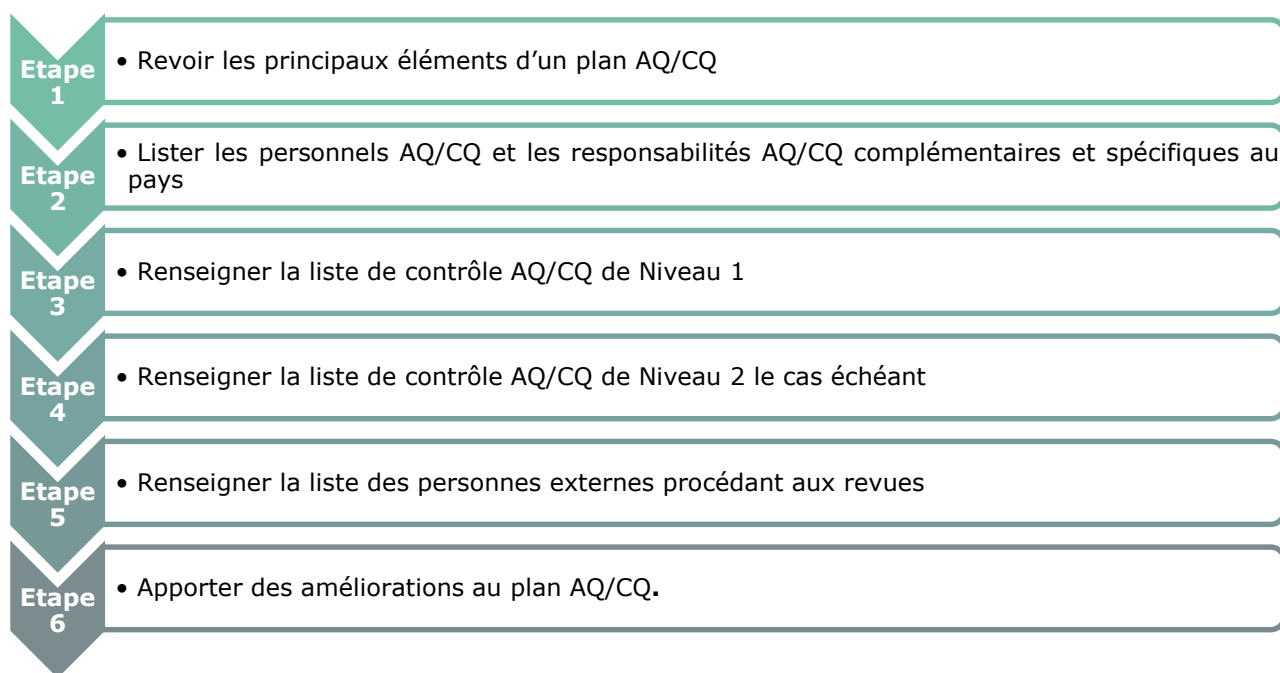 Etape
1
• Revoir les principaux éléments d’un plan AQ/CQ
Etape
2
• Lister les personnels AQ/CQ et les responsabilités AQ/CQ complémentaires et spécifiques au
pays
Etape
3
• Renseigner la liste de contrôle AQ/CQ de Niveau 1
Etape
4
• Renseigner la liste de contrôle AQ/CQ de Niveau 2 le cas échéant
Etape
5
• Renseigner la liste des personnes externes procédant aux revues
Etape
6
• Apporter des améliorations au plan AQ/CQ.